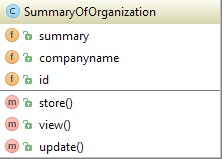 C SummaryOfOrganization
f summary
f companyname
f id
m store()
m view()
m update()